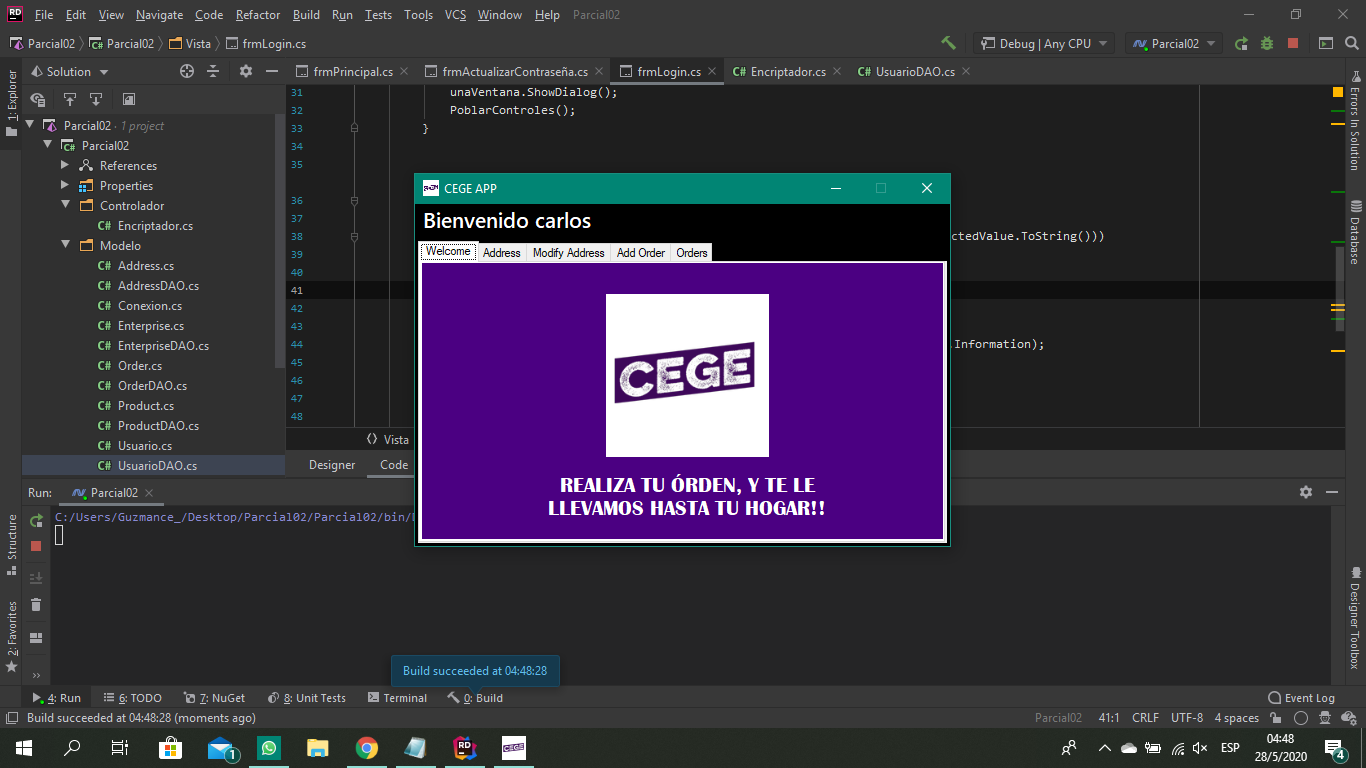 RD File Edit View Navigate Code Refactor Build Run Tests Tools VCS Window Help Parcial02
Parcial02 Parcial02 Vista frmLogin.cs Debug | Any CPU Parcial02
1: Explorer
Solution
frmPrincipal.cs frmActualizarContraseña.cs frmLogin.cs C# Encriptador.cs C# UsuarioDAO.cs
Parcial02 · 1 project
Parcial02
References
Properties
Controlador
C# Encriptador.cs
Modelo
C# Address.cs
C# AddressDAO.cs
C# Conexion.cs
C# Enterprise.cs
C# EnterpriseDAO.cs
C# Order.cs
C# OrderDAO.cs
C# Product.cs
C# ProductDAO.cs
C# Usuario.cs
C# UsuarioDAO.cs
31 unaVentana.ShowDialog();
32 PoblarControles();
33 }
34
35
36
37
38 ctedValue.ToString()))
39
40
41
42
43
44 .Information);
45
46
47
48
Vista
Designer Code
CEGE APP
Bienvenido carlos
Welcome Address Modify Address Add Order Orders
CEGE
REALIZA TU ÓRDEN, Y TE LE
LLEVAMOS HASTA TU HOGAR!!
Errors In Solution
Database
Designer Toolbox
Run: Parcial02
C:/Users/Guzmance_/Desktop/Parcial02/Parcial02/bin/
Structure
2: Favorites
Build succeeded at 04:48:28
4: Run 6: TODO 7: NuGet 8: Unit Tests Terminal 0: Build Event Log
Build succeeded at 04:48:28 (moments ago) Parcial02 41:1 CRLF UTF-8 4 spaces
1 RD CEGE ESP 04:48
28/5/2020 4